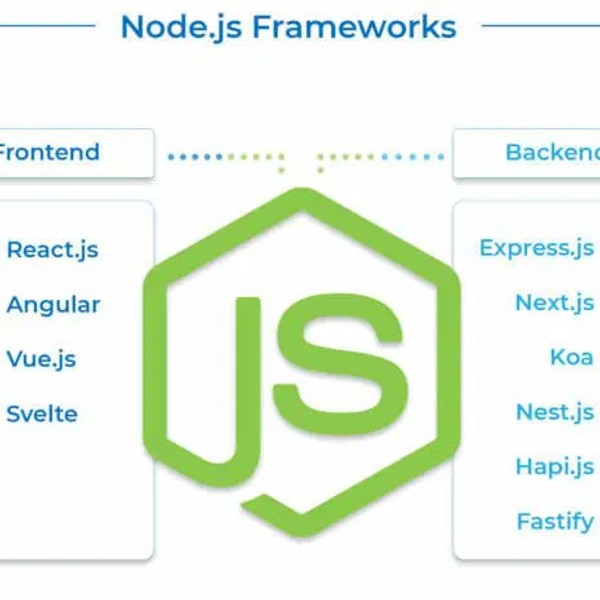 Node.js Frameworks
Frontend
Backend
React.js
Angular
Vue.js
Svelte
JS
Express.js
Next.js
Koa
Nest.js
Hapi.js
Fastify